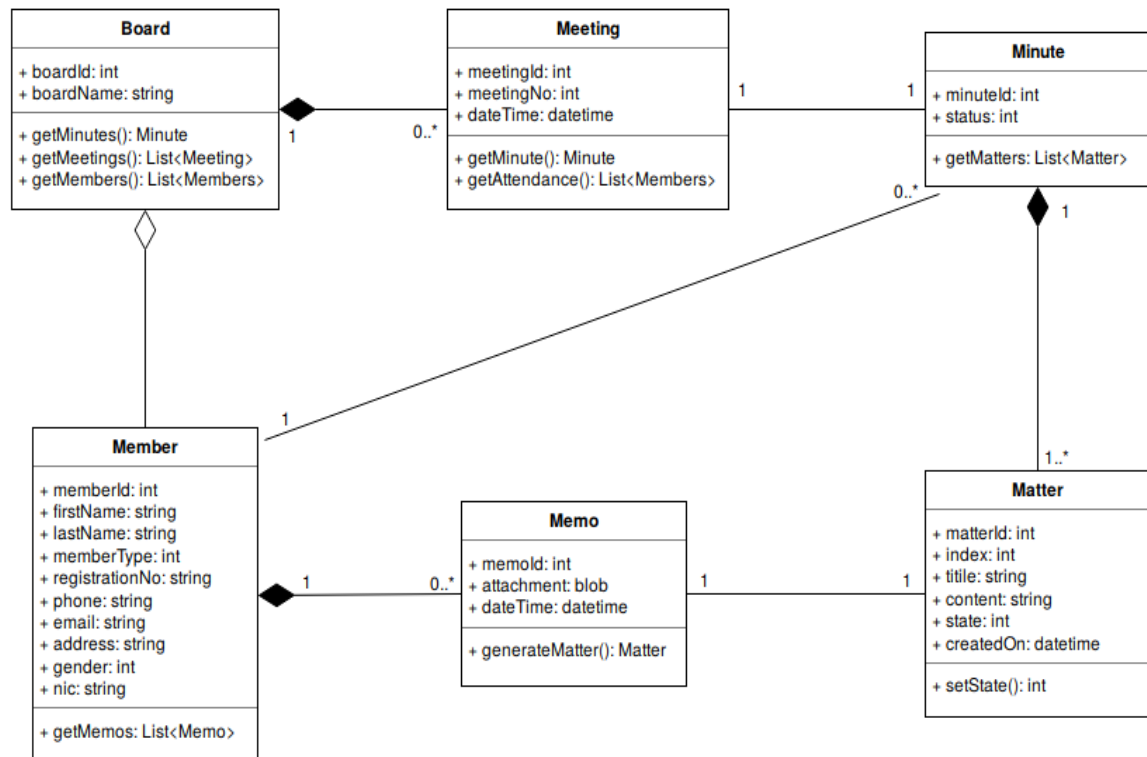 Board
+ boardId: int
+ boardName: string
+ getMinutes(): Minute
+ getMeetings(): List<Meeting>
+ getMembers(): List<Members>
1
0..*
Meeting
+ meetingId: int
+ meetingNo: int
+ dateTime: datetime
+ getMinute(): Minute
+ getAttendance(): List<Members>
1
1
Minute
+ minuteId: int
+ status: int
+ getMatters: List<Matter>
0..*
1
1
1..*
Member
+ memberId: int
+ firstName: string
+ lastName: string
+ memberType: int
+ registrationNo: string
+ phone: string
+ email: string
+ address: string
+ gender: int
+ nic: string
+ getMemos: List<Memo>
1
0..*
Memo
+ memoId: int
+ attachment: blob
+ dateTime: datetime
+ generateMatter(): Matter
1
1
Matter
+ matterId: int
+ index: int
+ titile: string
+ content: string
+ state: int
+ createdOn: datetime
+ setState(): int